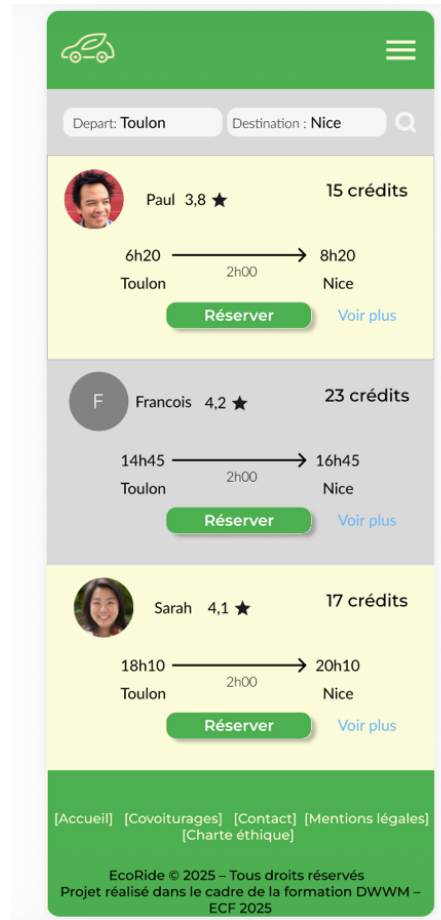 Depart: Toulon Destination : Nice
Paul 3,8 ★ 15 crédits
6h20 8h20
2h00
Toulon Nice
Réserver Voir plus
F Francois 4,2 ★ 23 crédits
14h45 16h45
2h00
Toulon Nice
Réserver Voir plus
Sarah 4,1 ★ 17 crédits
18h10 20h10
2h00
Toulon Nice
Réserver Voir plus
[Accueil] [Covoiturages] [Contact] [Mentions légales]
[Charte éthique]
EcoRide © 2025 – Tous droits réservés
Projet réalisé dans le cadre de la formation DWWM –
ECF 2025